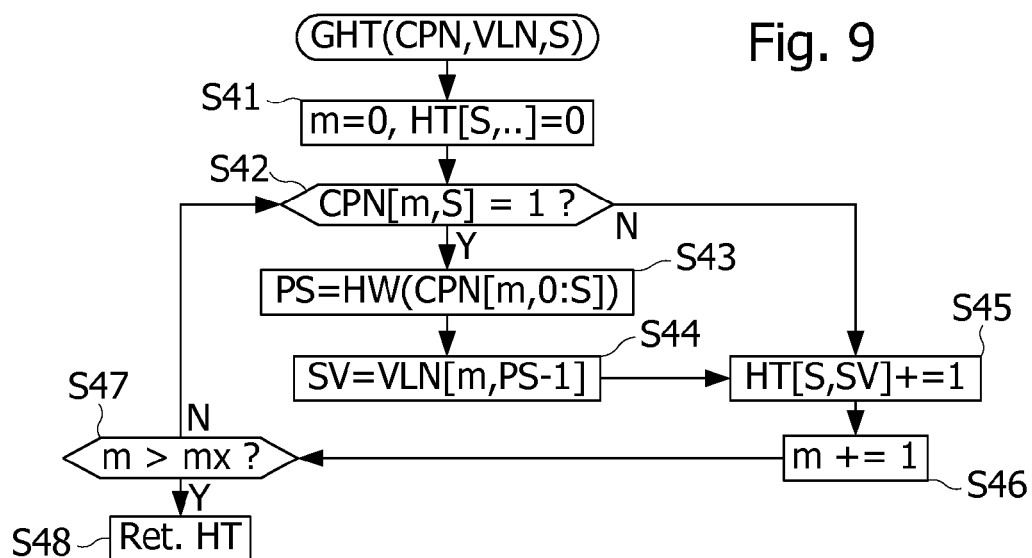 GHT(CPN,VLN,S)
Fig. 9
S41
m=0, HT[S,..]=0
S42
CPN[m,S] = 1 ?
N
Y
S43
PS=HW(CPN[m,0:S])
S44
S45
SV=VLN[m,PS-1]
HT[S,SV]+=1
S47
N
m > mx ?
m += 1
Y
S46
S48
Ret. HT